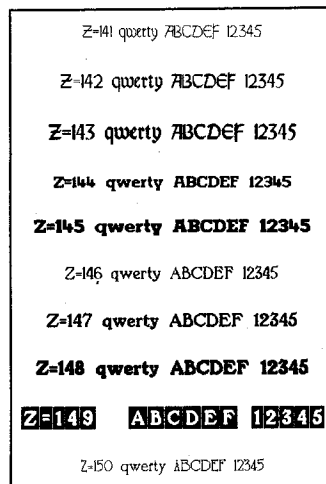 Z=141 qwerty ABCDEF 12345
Z=142 qwerty ABCDEF 12345
Z=143 qwerty ABCDEF 12345
Z=144 qwerty ABCDEF 12345
Z=145 qwerty ABCDEF 12345
Z=146 qwerty ABCDEF 12345
Z=147 qwerty ABCDEF 12345
Z=148 qwerty ABCDEF 12345
Z=149 ABCDEF 12345
Z=150 qwerty ABCDEF 12345